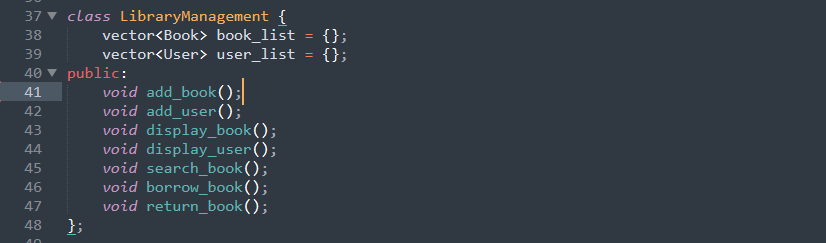 37 class LibraryManagement {
38 vector<Book> book_list = {};
39 vector<User> user_list = {};
40 public:
41 void add_book();
42 void add_user();
43 void display_book();
44 void display_user();
45 void search_book();
46 void borrow_book();
47 void return_book();
48 };